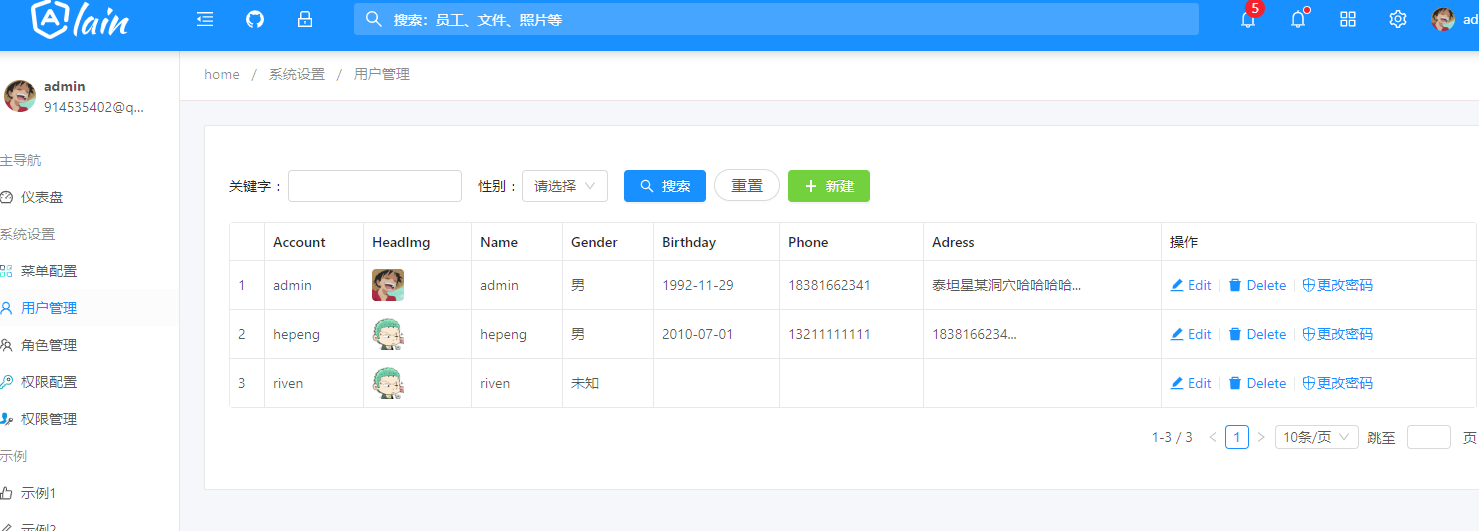 Alain
搜索：员工、文件、照片等
5
ad
admin
914535402@q...
主导航
仪表盘
系统设置
菜单配置
用户管理
角色管理
权限配置
权限管理
示例
示例1
示例2
home / 系统设置 / 用户管理
关键字： 性别： 请选择 搜索 重置 新建
Account HeadImg Name Gender Birthday Phone Adress 操作
1 admin admin 男 1992-11-29 18381662341 泰坦星某洞穴哈哈哈哈... Edit Delete 更改密码
2 hepeng hepeng 男 2010-07-01 13211111111 1838166234... Edit Delete 更改密码
3 riven riven 未知 Edit Delete 更改密码
1-3 / 3 < 1 > 10条/页 跳至 页